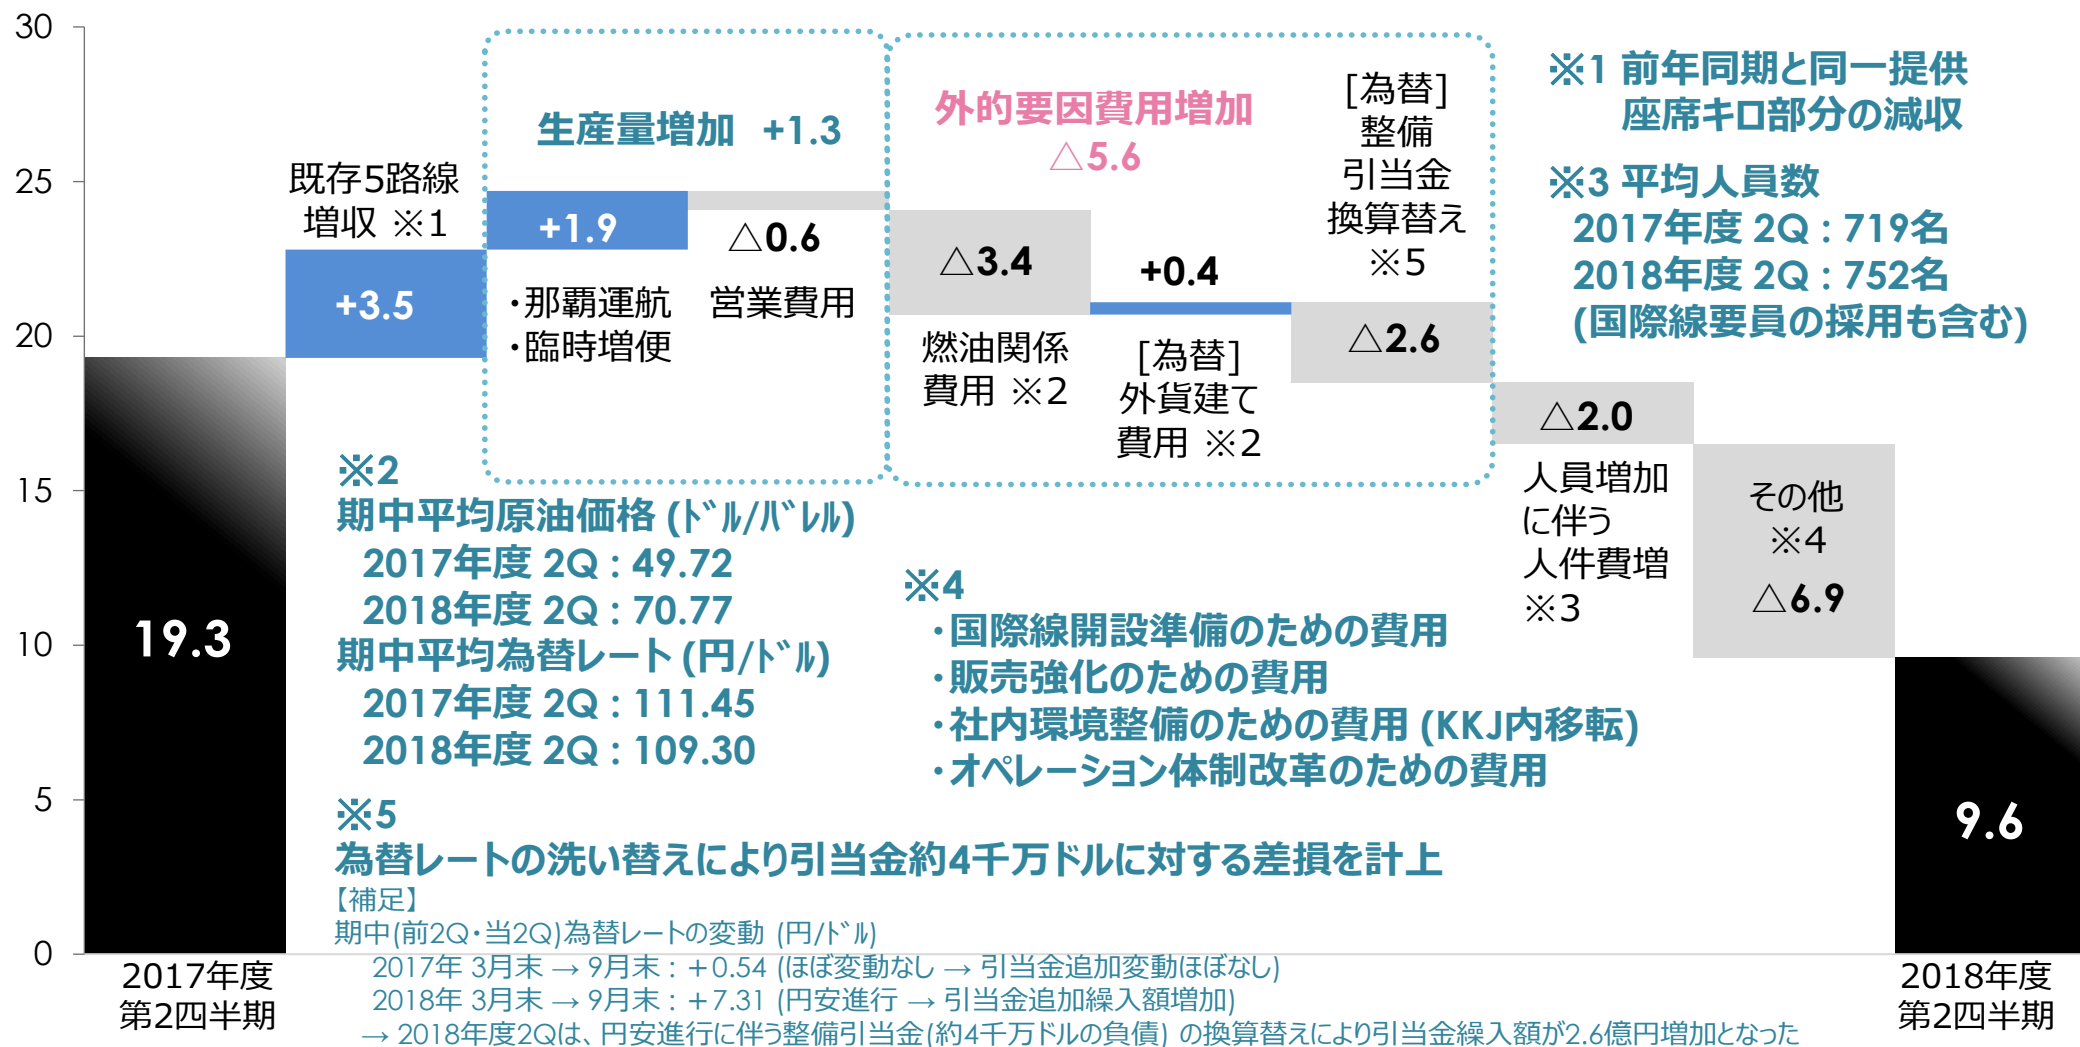 30
25
20
15
10
5
0
19.3
2017年度
第2四半期
既存5路線
増収 ※1
+3.5
生産量増加 +1.3
+1.9
・那覇運航
・臨時増便
△0.6
営業費用
外的要因費用増加
△5.6
△3.4
燃油関係
費用 ※2
+0.4
[為替]
外貨建て
費用 ※2
[為替]
整備
引当金
換算替え
※5
△2.6
△2.0
人員増加
に伴う
人件費増
※3
その他
※4
△6.9
9.6
2018年度
第2四半期
※1 前年同期と同一提供
座席キロ部分の減収
※3 平均人員数
2017年度 2Q : 719名
2018年度 2Q : 752名
(国際線要員の採用も含む)
※2
期中平均原油価格 (ﾄﾞﾙ/ﾊﾞﾚﾙ)
2017年度 2Q : 49.72
2018年度 2Q : 70.77
期中平均為替レート (円/ﾄﾞﾙ)
2017年度 2Q : 111.45
2018年度 2Q : 109.30
※4
・国際線開設準備のための費用
・販売強化のための費用
・社内環境整備のための費用 (KKJ内移転)
・オペレーション体制改革のための費用
※5
為替レートの洗い替えにより引当金約4千万ドルに対する差損を計上
【補足】
期中(前2Q・当2Q)為替レートの変動 (円/ﾄﾞﾙ)
2017年 3月末 → 9月末 : ＋0.54 (ほぼ変動なし → 引当金追加変動ほぼなし)
2018年 3月末 → 9月末 : ＋7.31 (円安進行 → 引当金追加繰入額増加)
→ 2018年度2Qは、円安進行に伴う整備引当金(約4千万ドルの負債) の換算替えにより引当金繰入額が2.6億円増加となった